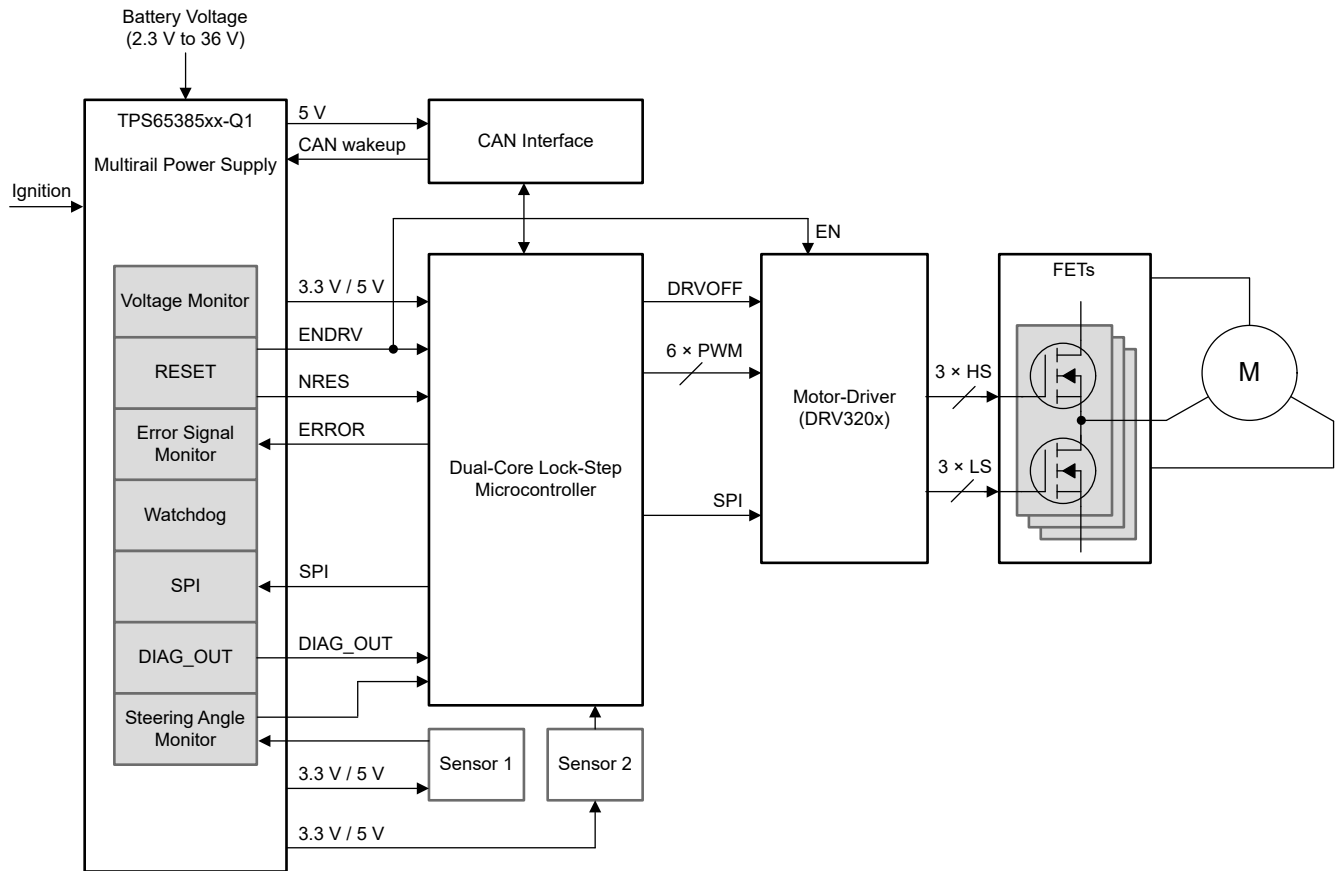 Battery Voltage
(2.3 V to 36 V)
TPS65385xx-Q1
Multirail Power Supply
Ignition
5 V
CAN wakeup
CAN Interface
EN
Voltage Monitor
RESET
Error Signal
Monitor
Watchdog
SPI
DIAG_OUT
Steering Angle
Monitor
3.3 V / 5 V
ENDRV
NRES
ERROR
SPI
DIAG_OUT
3.3 V / 5 V
3.3 V / 5 V
Dual-Core Lock-Step
Microcontroller
Sensor 1
Sensor 2
DRVOFF
6 × PWM
SPI
Motor-Driver
(DRV320x)
3 × HS
3 × LS
FETs
M